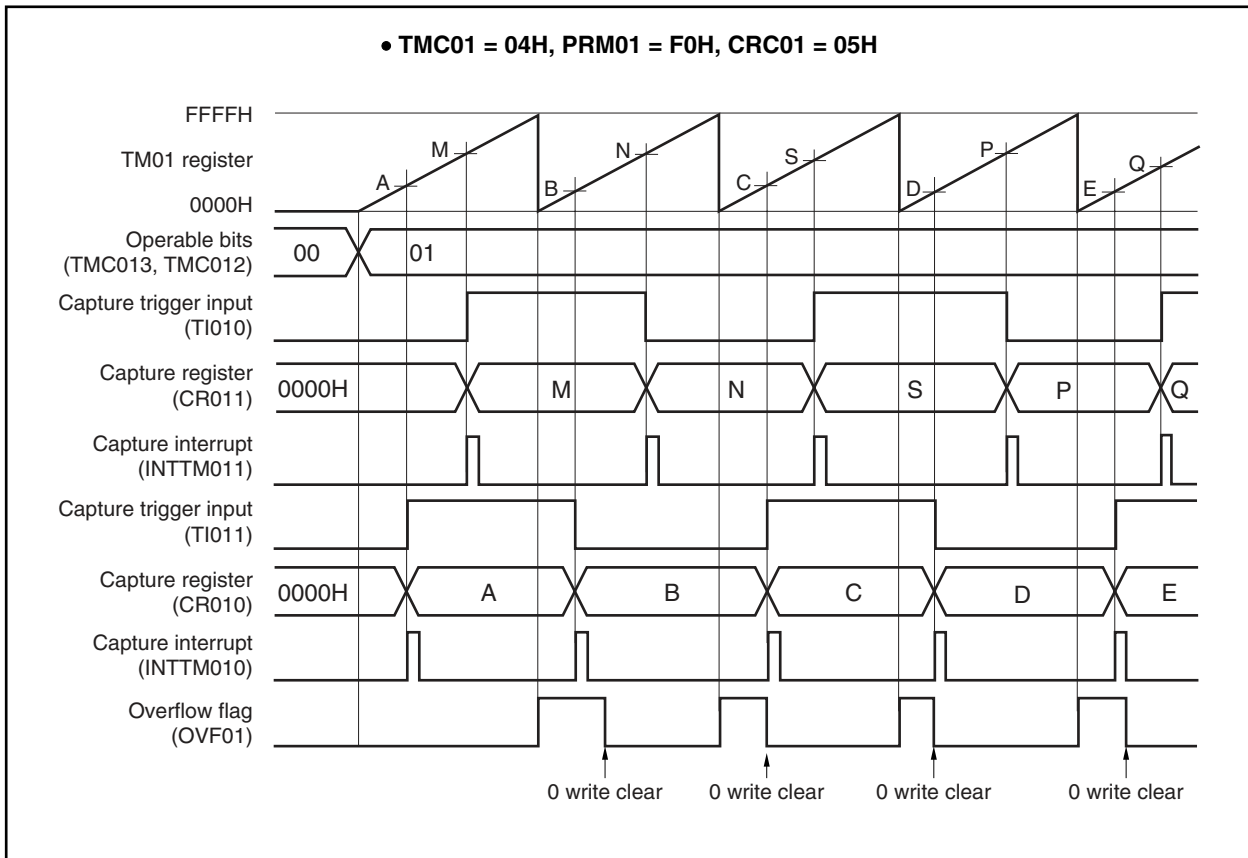 ● TMC01 = 04H, PRM01 = F0H, CRC01 = 05H
FFFFH
TM01 register
0000H
A
M
B
N
C
S
D
P
E
Q
Operable bits
(TMC013, TMC012)
00
01
Capture trigger input
(TI010)
Capture register
(CR011)
0000H
M
N
S
P
Q
Capture interrupt
(INTTM011)
Capture trigger input
(TI011)
Capture register
(CR010)
0000H
A
B
C
D
E
Capture interrupt
(INTTM010)
Overflow flag
(OVF01)
0 write clear
0 write clear
0 write clear
0 write clear